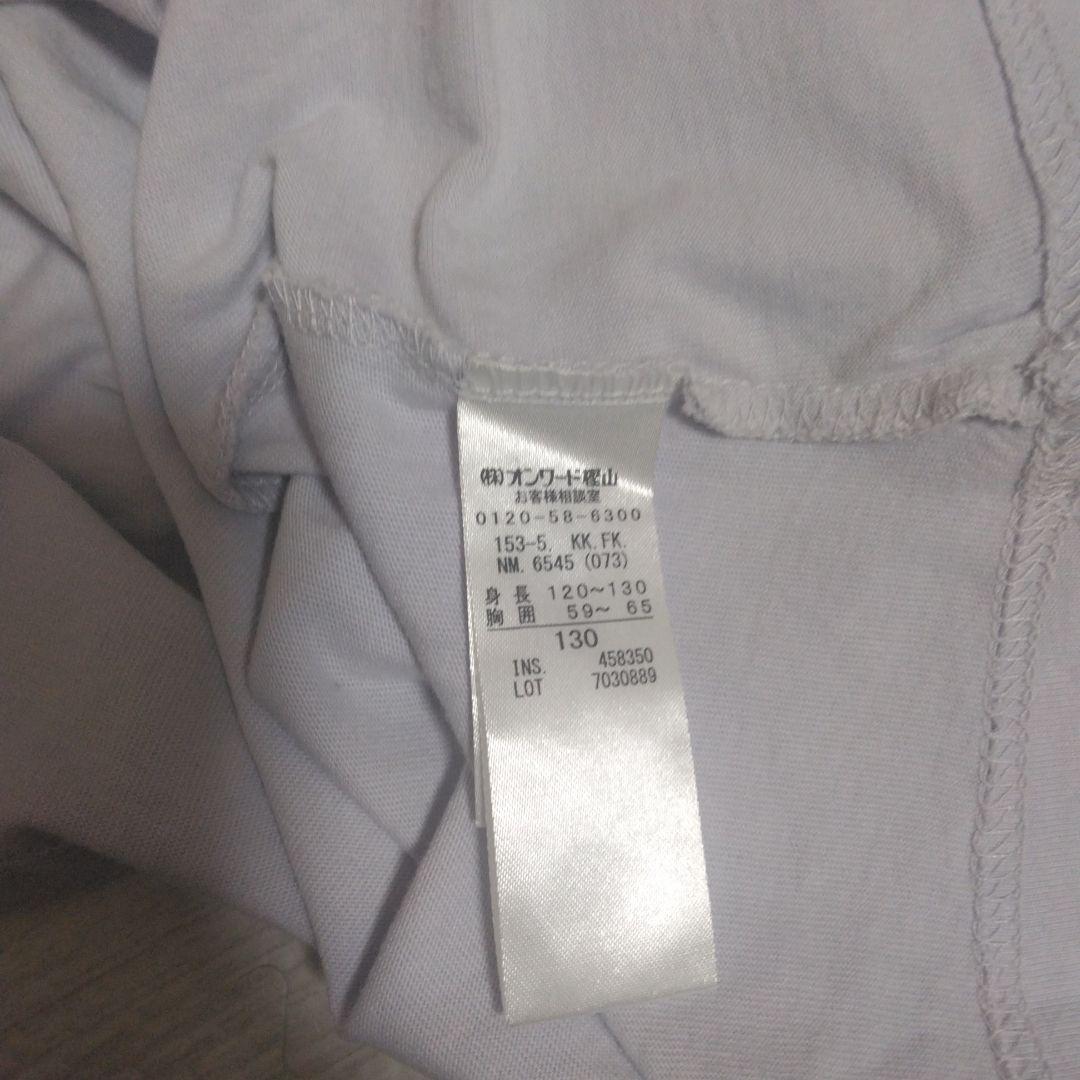 ㈱オンワード樫山
お客様相談室
0120-58-6300
153-5. KK.FK.
NM. 6545 (073)
身長 120~130
胸囲 59~ 65
130
INS. 458350
LOT 7030889